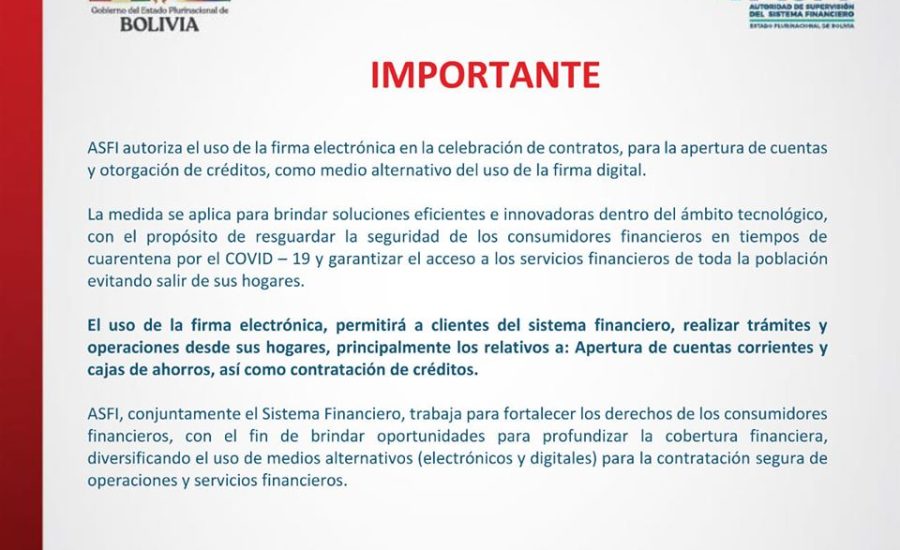 Gobierno del Estado Plurinacional de
BOLIVIA
AUTORIDAD DE SUPERVISIÓN
DEL SISTEMA FINANCIERO
ESTADO PLURINACIONAL DE BOLIVIA
IMPORTANTE
ASFI autoriza el uso de la firma electrónica en la celebración de contratos, para la apertura de cuentas
y otorgación de créditos, como medio alternativo del uso de la firma digital.
La medida se aplica para brindar soluciones eficientes e innovadoras dentro del ámbito tecnológico,
con el propósito de resguardar la seguridad de los consumidores financieros en tiempos de
cuarentena por el COVID – 19 y garantizar el acceso a los servicios financieros de toda la población
evitando salir de sus hogares.
El uso de la firma electrónica, permitirá a clientes del sistema financiero, realizar trámites y
operaciones desde sus hogares, principalmente los relativos a: Apertura de cuentas corrientes y
cajas de ahorros, así como contratación de créditos.
ASFI, conjuntamente el Sistema Financiero, trabaja para fortalecer los derechos de los consumidores
financieros, con el fin de brindar oportunidades para profundizar la cobertura financiera,
diversificando el uso de medios alternativos (electrónicos y digitales) para la contratación segura de
operaciones y servicios financieros.